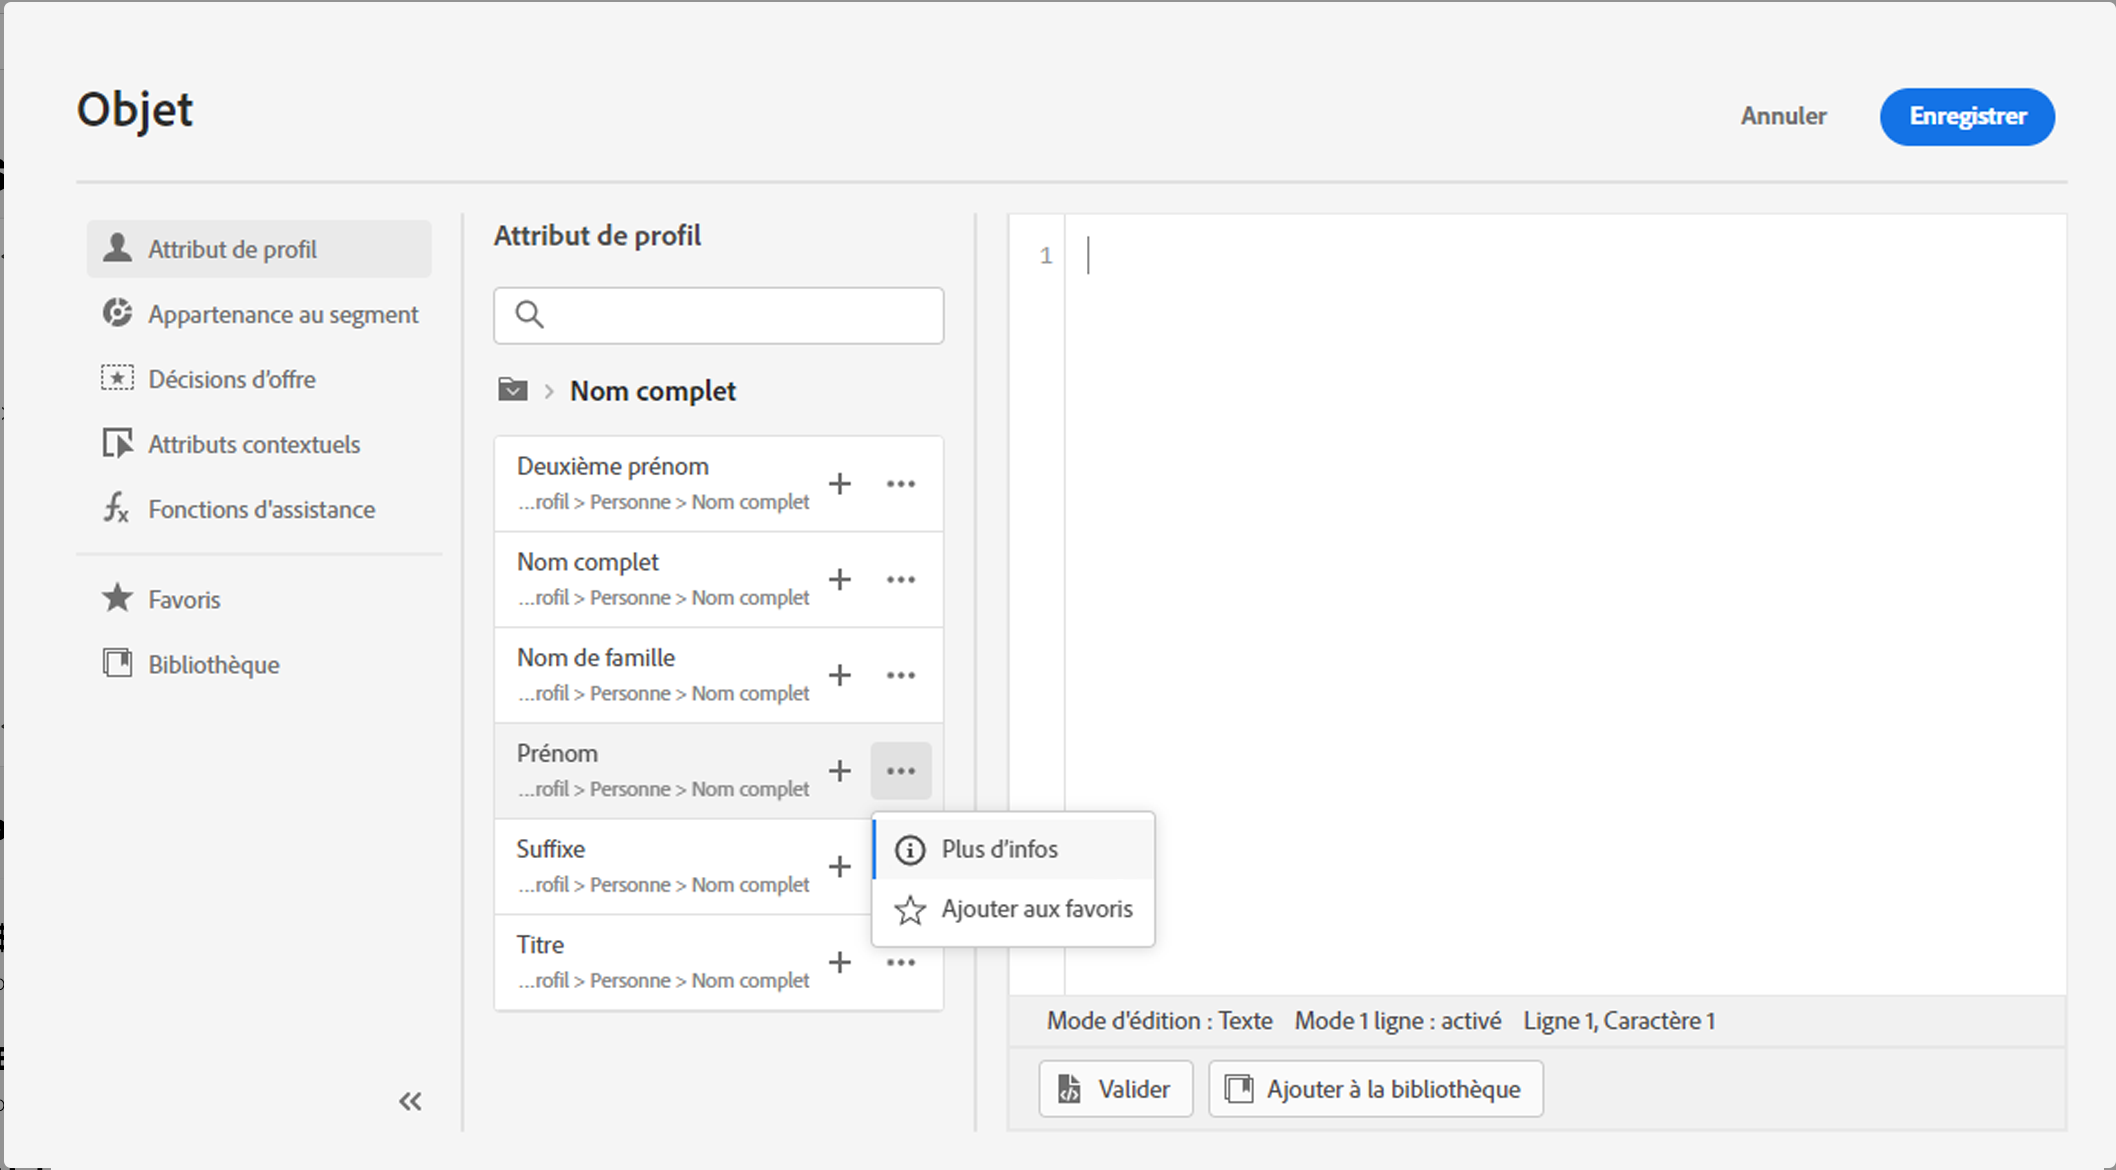 Objet
Annuler
Enregistrer
Attribut de profil
Appartenance au segment
Décisions d'offre
Attributs contextuels
Fonctions d'assistance
Favoris
Bibliothèque
Attribut de profil
Nom complet
Deuxième prénom
...rofil > Personne > Nom complet
Nom complet
...rofil > Personne > Nom complet
Nom de famille
...rofil > Personne > Nom complet
Prénom
...rofil > Personne > Nom complet
Suffixe
...rofil > Personne > Nom complet
Titre
...rofil > Personne > Nom complet
Plus d'infos
Ajouter aux favoris
1
Mode d'édition : Texte Mode 1 ligne : activé Ligne 1, Caractère 1
Valider
Ajouter à la bibliothèque